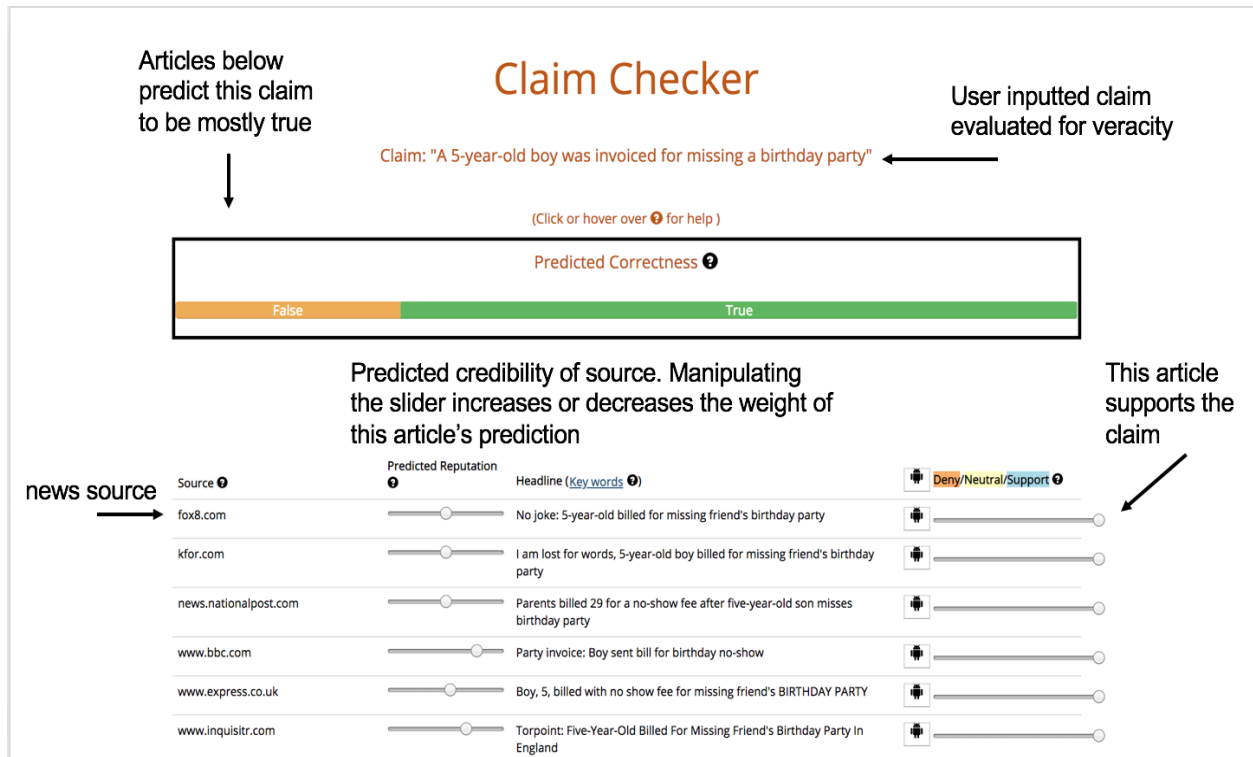 Articles below
predict this claim
to be mostly true
Claim Checker
User inputted claim
evaluated for veracity
Claim: "A 5-year-old boy was invoiced for missing a birthday party"
(Click or hover over ? for help )
Predicted Correctness ?
False
True
Predicted credibility of source. Manipulating
the slider increases or decreases the weight of
this article's prediction
This article
supports the
claim
news source
Source ?
Predicted Reputation
?
Headline (Key words ?)
Deny/Neutral/Support ?
fox8.com
No joke: 5-year-old billed for missing friend's birthday party
kfor.com
I am lost for words, 5-year-old boy billed for missing friend's birthday
party
news.nationalpost.com
Parents billed 29 for a no-show fee after five-year-old son misses
birthday party
www.bbc.com
Party invoice: Boy sent bill for birthday no-show
www.express.co.uk
Boy, 5, billed with no show fee for missing friend's BIRTHDAY PARTY
www.inquisitr.com
Torpoint: Five-Year-Old Billed For Missing Friend's Birthday Party In
England